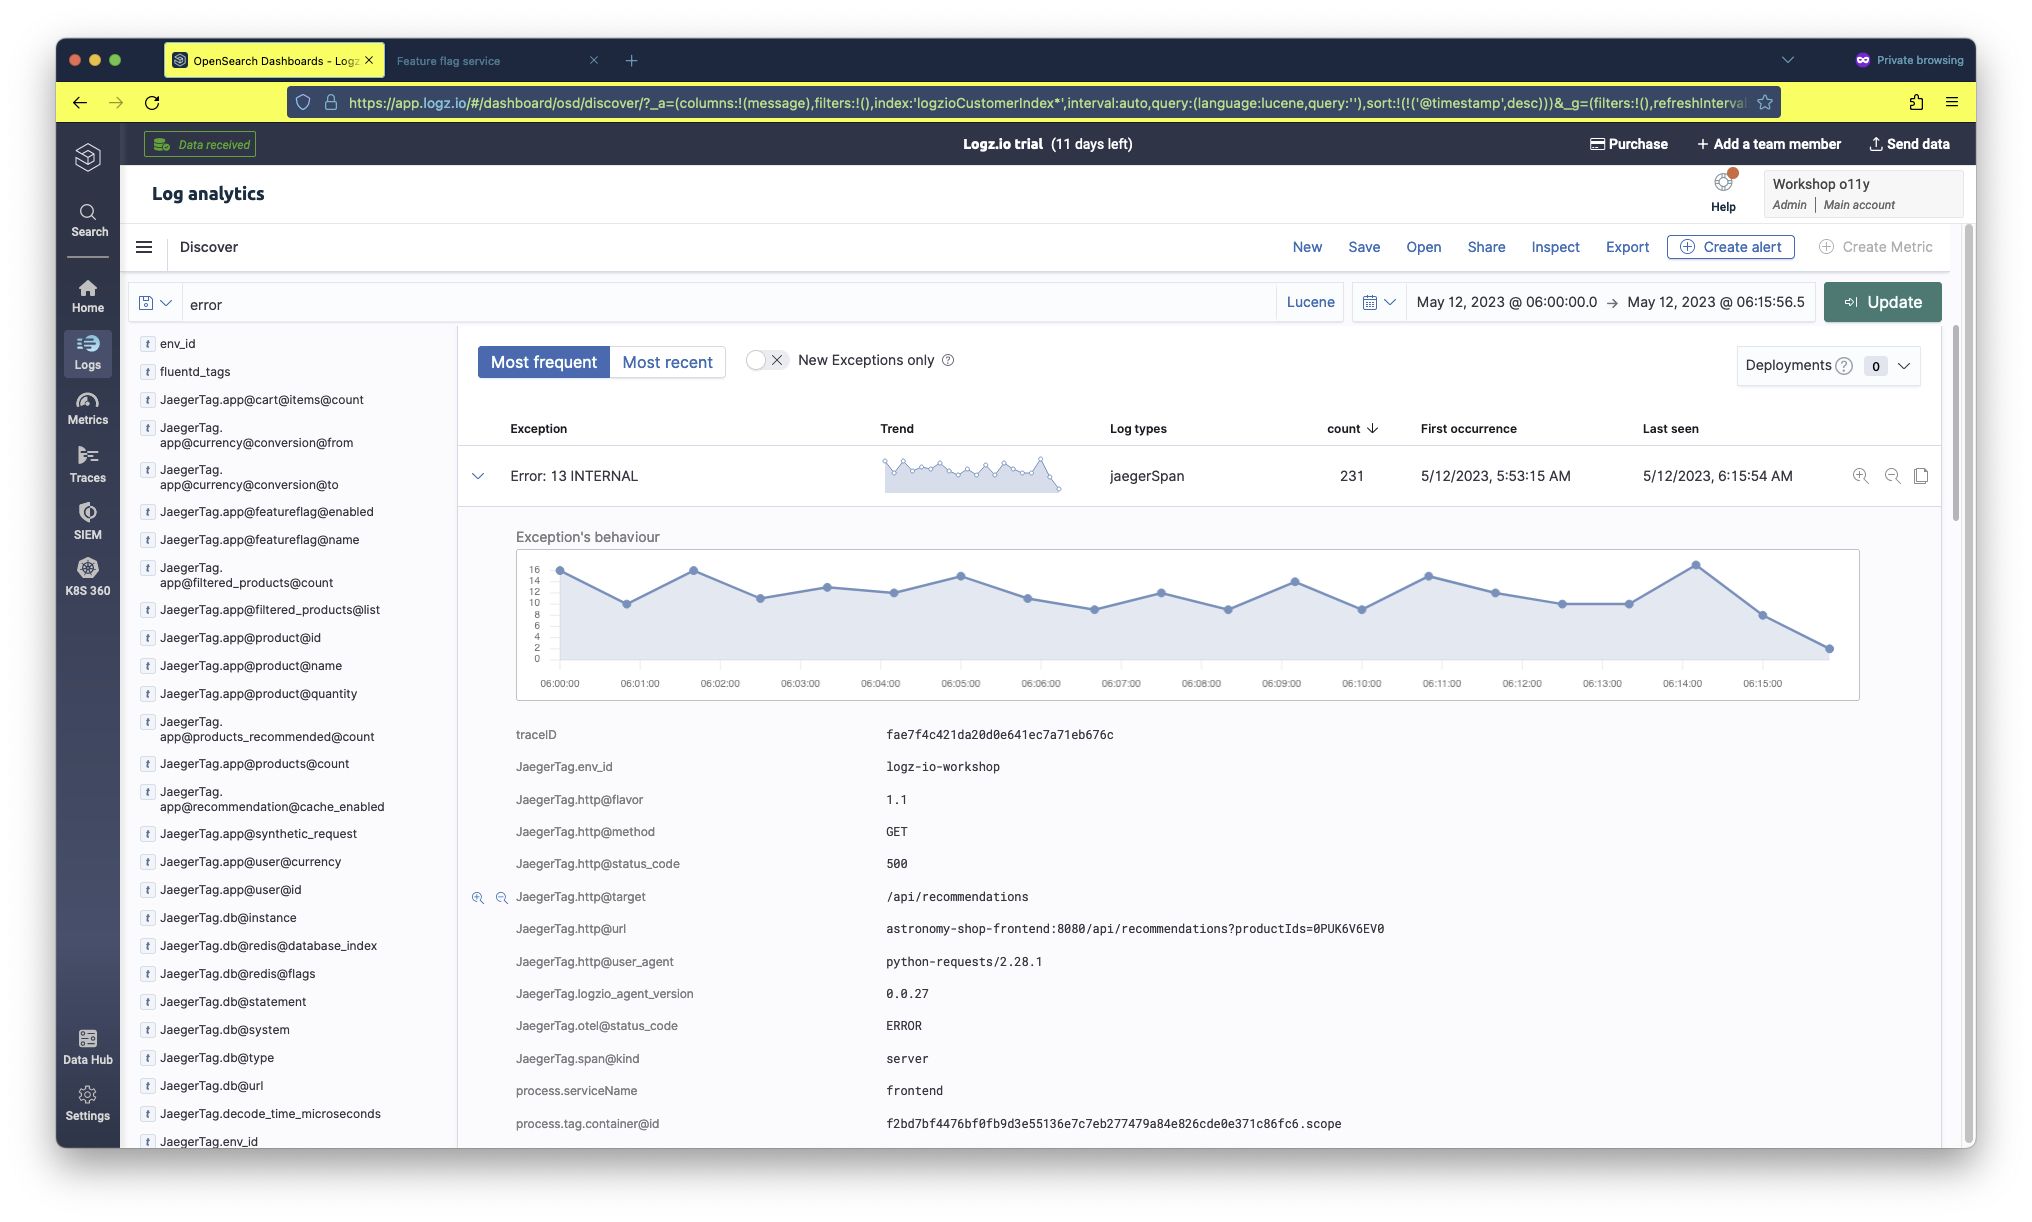 OpenSearch Dashboards - Logz
Feature flag service
Private browsing
https://app.logz.io/#/dashboard/osd/discover/?_a=(columns:!(message),filters:!(),index:'logzioCustomerIndex*',interval:auto,query:(language:lucene,query:''),sort:!(!('@timestamp',desc)))&_g=(filters:!(),refreshInterva
Data received
Logz.io trial (11 days left)
Purchase
+ Add a team member
Send data
Log analytics
Help
Workshop o11y
Admin | Main account
Search
Home
Logs
Metrics
Traces
SIEM
K8S 360
Data Hub
Settings
Discover
New
Save
Open
Share
Inspect
Export
Create alert
Create Metric
error
Lucene
May 12, 2023 @ 06:00:00.0 → May 12, 2023 @ 06:15:56.5
Update
t env_id
t fluentd_tags
t JaegerTag.app@cart@items@count
t JaegerTag.
app@currency@conversion@from
t JaegerTag.
app@currency@conversion@to
t JaegerTag.app@featureflag@enabled
t JaegerTag.app@featureflag@name
t JaegerTag.
app@filtered_products@count
t JaegerTag.app@filtered_products@list
t JaegerTag.app@product@id
t JaegerTag.app@product@name
t JaegerTag.app@product@quantity
t JaegerTag.
app@products_recommended@count
t JaegerTag.app@products@count
t JaegerTag.
app@recommendation@cache_enabled
t JaegerTag.app@synthetic_request
t JaegerTag.app@user@currency
t JaegerTag.app@user@id
t JaegerTag.db@instance
t JaegerTag.db@redis@database_index
t JaegerTag.db@redis@flags
t JaegerTag.db@statement
t JaegerTag.db@system
t JaegerTag.db@type
t JaegerTag.db@url
t JaegerTag.decode_time_microseconds
t JaegerTag.env_id
Most frequent
Most recent
New Exceptions only ?
Deployments ? 0
Exception Trend Log types count First occurrence Last seen
Error: 13 INTERNAL jaegerSpan 231 5/12/2023, 5:53:15 AM 5/12/2023, 6:15:54 AM
Exception's behaviour
16
14
12
10
8
6
4
2
0
06:00:00 06:01:00 06:02:00 06:03:00 06:04:00 06:05:00 06:06:00 06:07:00 06:08:00 06:09:00 06:10:00 06:11:00 06:12:00 06:13:00 06:14:00 06:15:00
traceID fae7f4c421da20d0e641ec7a71eb676c
JaegerTag.env_id logz-io-workshop
JaegerTag.http@flavor 1.1
JaegerTag.http@method GET
JaegerTag.http@status_code 500
JaegerTag.http@target /api/recommendations
JaegerTag.http@url astronomy-shop-frontend:8080/api/recommendations?productIds=0PUK6V6EV0
JaegerTag.http@user_agent python-requests/2.28.1
JaegerTag.logzio_agent_version 0.0.27
JaegerTag.otel@status_code ERROR
JaegerTag.span@kind server
process.serviceName frontend
process.tag.container@id f2bd7bf4476bf0fb9d3e55136e7c7eb277479a84e826cde0e371c86fc6.scope